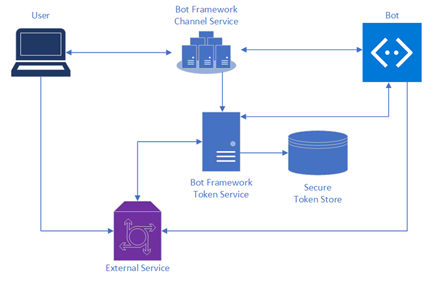 User
Bot Framework
Channel Service
Bot
Bot Framework
Token Service
Secure
Token Store
External Service